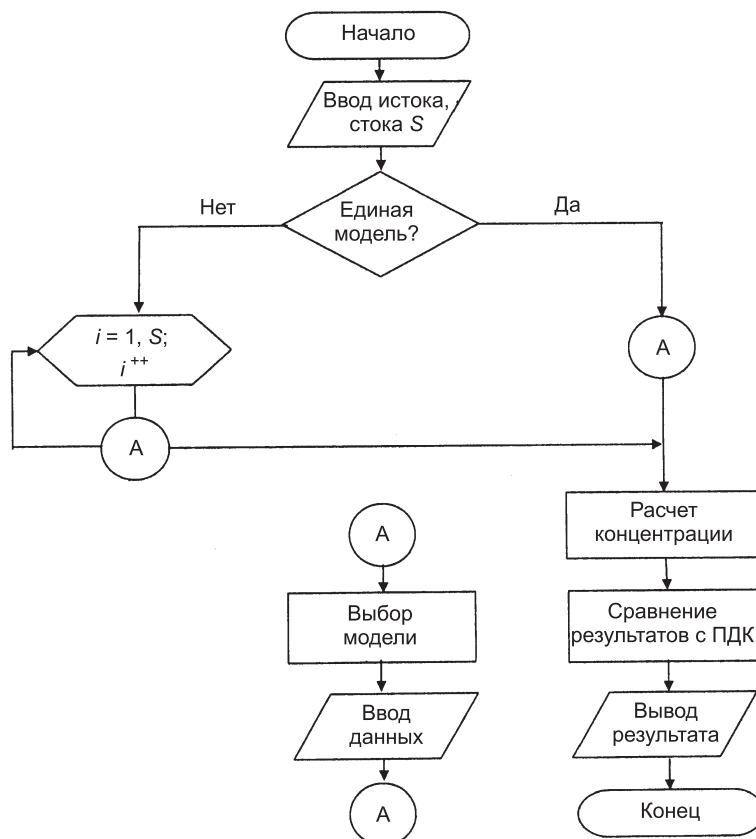 Начало
Ввод истока,
стока S
Единая
модель?
Нет
Да
i = 1, S;
i ++
А
А
А
Выбор
модели
Ввод
данных
А
Расчет
концентрации
Сравнение
результатов с ПДК
Вывод
результата
Конец